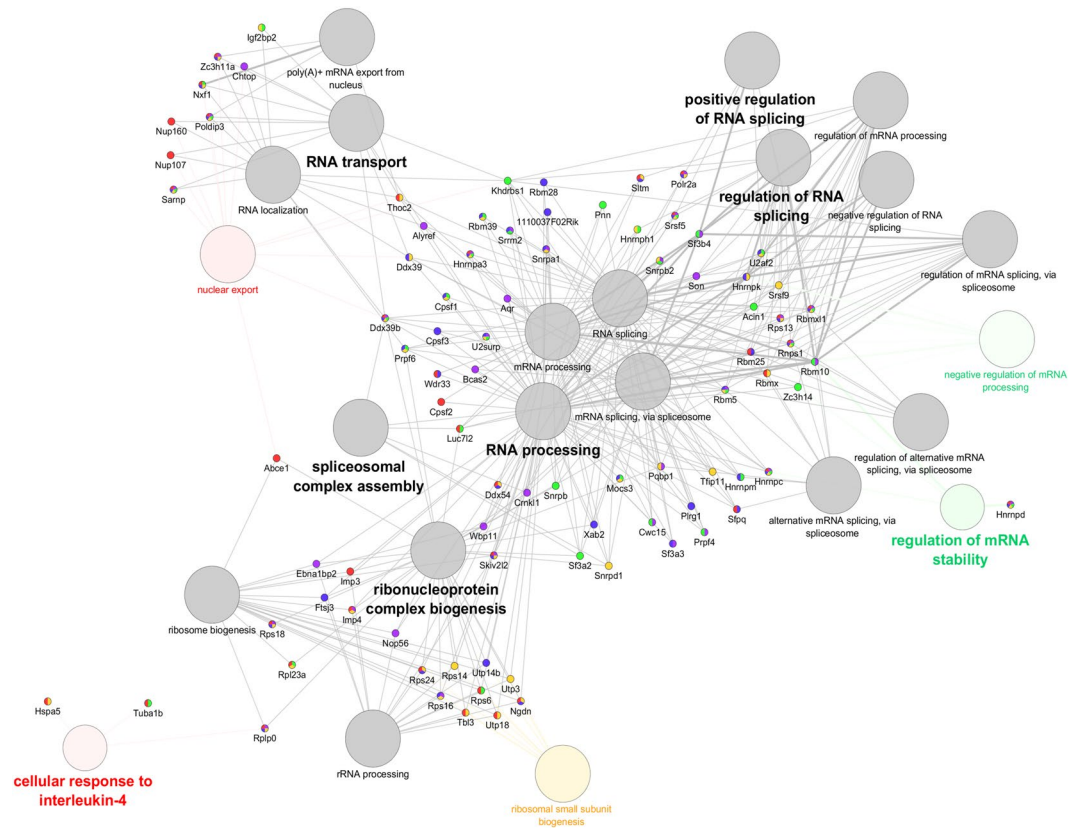 Igf2bp2
Zc3h11a
Chtop
poly(A)+ mRNA export from
nucleus
Nxf1
Poldip3
Nup160
RNA transport
Nup107
Sarnp
RNA localization
nuclear export
positive regulation
of RNA splicing
regulation of mRNA processing
regulation of RNA
splicing
negative regulation of RNA
splicing
regulation of mRNA splicing, via
spliceosome
negative regulation of mRNA
processing
Thoc2
Khdrbs1
Rbm28
Sltm
Polr2a
Alyref
Rbm39
1110037F02Rik
Pnn
Srsf5
Srrm2
Hnrnph1
Sf3b4
Ddx39
Hnrnpa3
Snrpa1
Snrpb2
U2af2
Son
Hnrnpk
Srsf9
Cpsf1
Aqr
RNA splicing
Acin1
Rps13
Rbmxl1
Ddx39b
Cpsf3
U2surp
Rnps1
Prpf6
mRNA processing
Rbm25
Rbm10
Wdr33
Bcas2
Rbmx
Cpsf2
mRNA splicing, via spliceosome
Rbm5
Zc3h14
Luc7l2
RNA processing
spliceosomal
complex assembly
Abce1
regulation of alternative mRNA
splicing, via spliceosome
Ddx54
Crnkl1
Snrpb
Mocs3
Pqbp1
Tfip11
Hnrnpm
Hnrnpc
alternative mRNA splicing, via
spliceosome
Hnrnpd
regulation of mRNA
stability
Wbp11
Xab2
Cwc15
Plrg1
Sfpq
Sf3a3
Prpf4
Skiv2l2
Sf3a2
Snrpd1
Ebna1bp2
Imp3
ribonucleoprotein
complex biogenesis
Ftsj3
Imp4
ribosome biogenesis
Rps18
Nop56
Rpl23a
Rps24
Rps14
Utp14b
Utp3
Rps16
Rps6
Ngdn
Tbl3
Utp18
Hspa5
Tuba1b
Rplp0
cellular response to
interleukin-4
rRNA processing
ribosomal small subunit
biogenesis